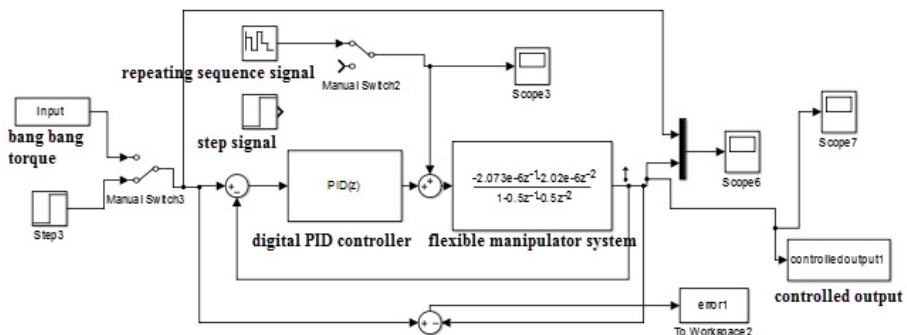 repeating sequence signal
Manual Switch2
Scope3
Input
bang bang
torque
step signal
Scope7
Scope6
Step3
Manual Switch3
PID(z)
-2.073e-6z-1-2.02e-6z-2
1-0.5z-1-0.5z-2
digital PID controller
flexible manipulator system
controlledoutput1
controlled output
error1
To Workspace2